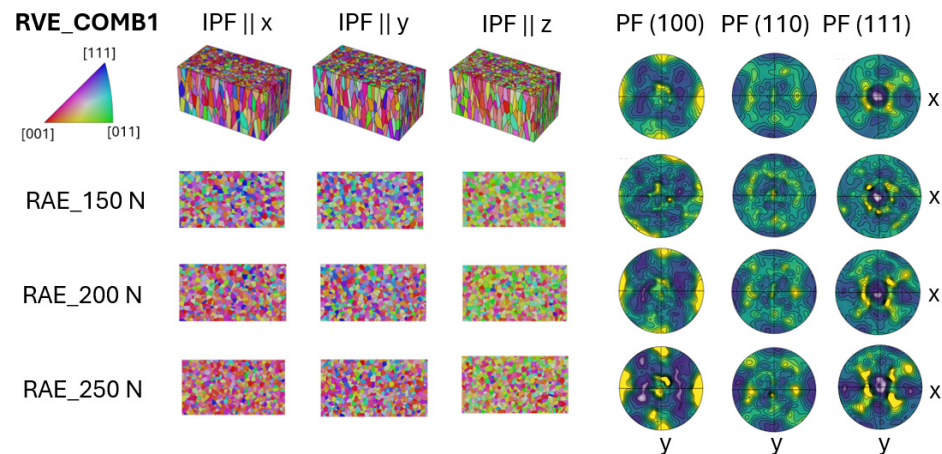 RVE_COMB1 IPF || x IPF || y IPF || z PF (100) PF (110) PF (111)
[111]
[001] [011]
x
RAE_150 N x
RAE_200 N x
RAE_250 N x
y y y